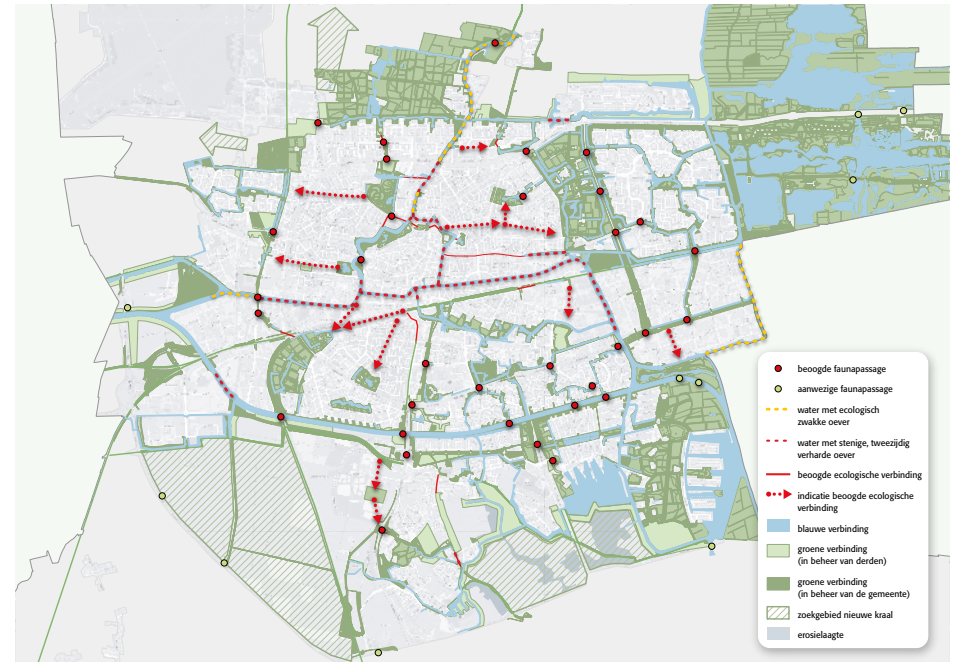 beoogde faunapassage
aanwezige faunapassage
water met ecologisch
zwakke oever
water met stenige, tweezijdig
verharde oever
beoogde ecologische verbinding
indicatie beoogde ecologische
verbinding
blauwe verbinding
groene verbinding
(in beheer van derden)
groene verbinding
(in beheer van de gemeente)
zoekgebied nieuwe kraal
erosielaagte